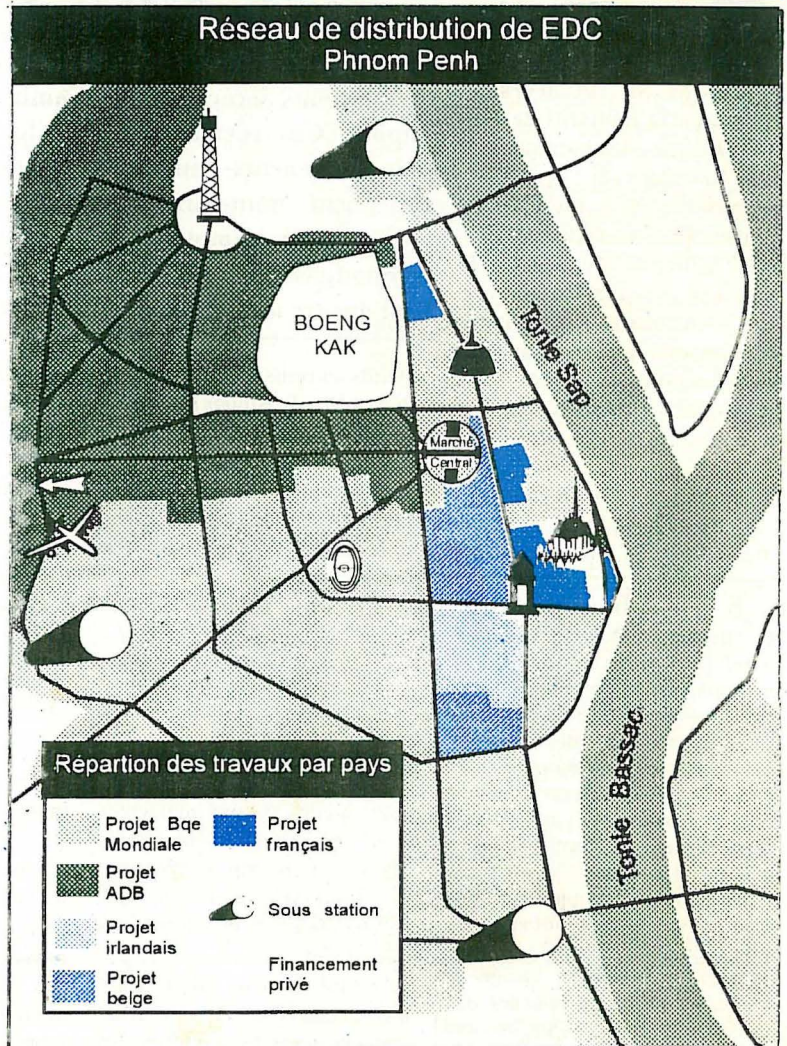 Réseau de distribution de EDC
Phnom Penh
BOENG
KAK
Tonle Sap
Marché
Central
Tonle Bassac
Répartion des travaux par pays
Projet Bqe
Mondiale
Projet
français
Projet
ADB
Sous station
Projet
irlandais
Financement
privé
Projet
belge